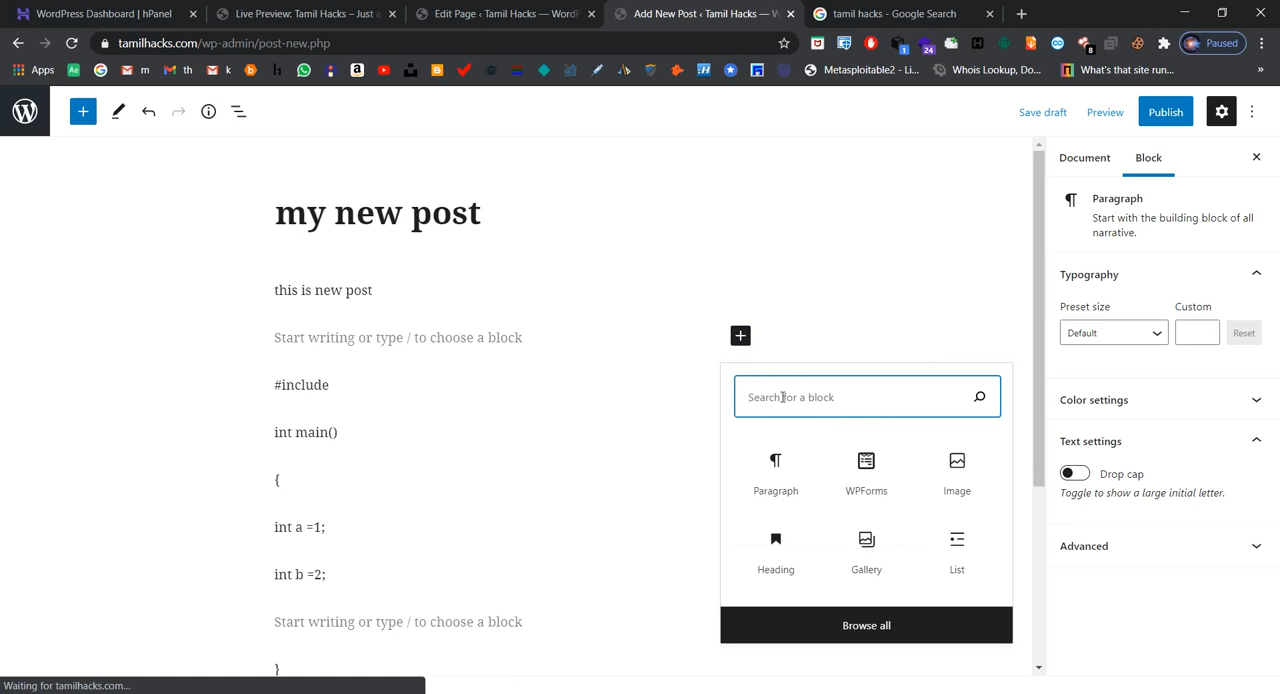 WordPress Dashboard | hPanel
Live Preview: Tamil Hacks – Just a
Edit Page ‹ Tamil Hacks — WordP
Add New Post ‹ Tamil Hacks — W
tamil hacks - Google Search
tamilhacks.com/wp-admin/post-new.php
1
24
8
Paused
Apps
m
th
k
Metasploitable2 - Li...
Whois Lookup, Do...
What's that site run...
»
Save draft
Preview
Publish
Document
Block
my new post
Paragraph
Start with the building block of all
narrative.
Typography
this is new post
Preset size
Custom
Default
Reset
Start writing or type / to choose a block
#include
Search for a block
Color settings
int main()
Text settings
Drop cap
Toggle to show a large initial letter.
{
Paragraph
WPForms
Image
int a =1;
Advanced
Heading
Gallery
List
int b =2;
Start writing or type / to choose a block
Browse all
}
Waiting for tamilhacks.com...